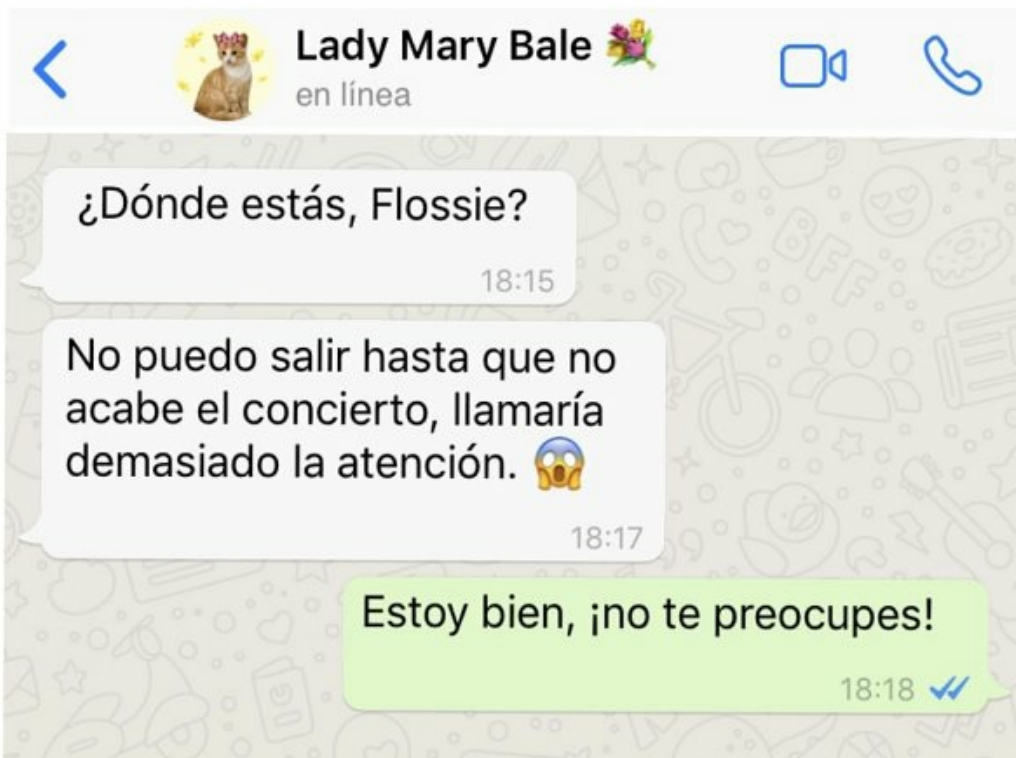 Lady Mary Bale 💐
en línea
¿Dónde estás, Flossie?
18:15
No puedo salir hasta que no
acabe el concierto, llamaría
demasiado la atención. 😱
18:17
Estoy bien, ¡no te preocupes!
18:18